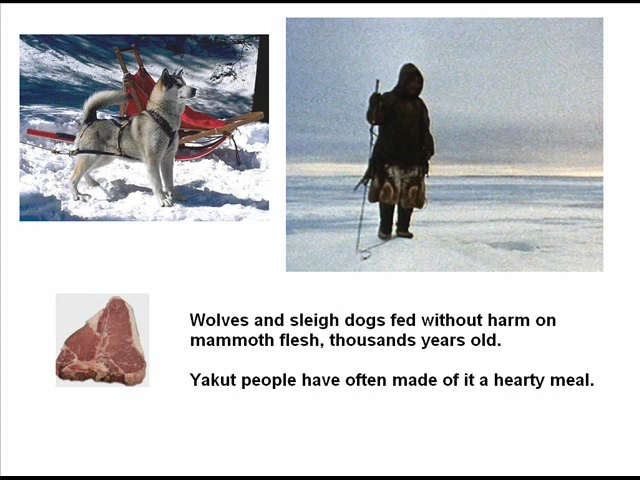 Wolves and sleigh dogs fed without harm on
mammoth flesh, thousands years old.
Yakut people have often made of it a hearty meal.